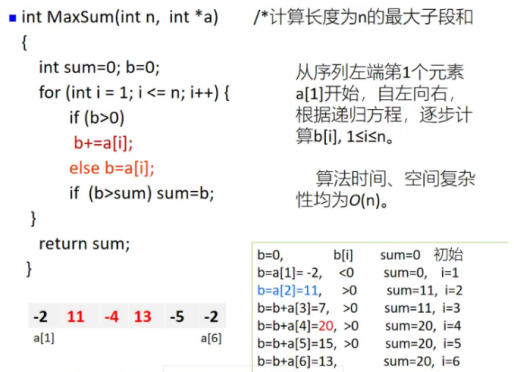 int MaxSum(int n, int *a)
/*计算长度为n的最大子段和
{
int sum=0; b=0;
for (int i = 1; i <= n; i++) {
if (b>0)
b+=a[i];
else b=a[i];
if (b>sum) sum=b;
}
return sum;
}
从序列左端第1个元素
a[1]开始，自左向右，
根据递归方程，逐步计
算b[i], 1≤i≤n。
算法时间、空间复杂
性均为O(n)。
-2 11 -4 13 -5 -2
a[1] a[6]
b=0, b[i] sum=0 初始
b=a[1]= -2, <0 sum=0, i=1
b=a[2]=11, >0 sum=11, i=2
b=b+a[3]=7, >0 sum=11, i=3
b=b+a[4]=20, >0 sum=20, i=4
b=b+a[5]=15, >0 sum=20, i=5
b=b+a[6]=13, sum=20, i=6